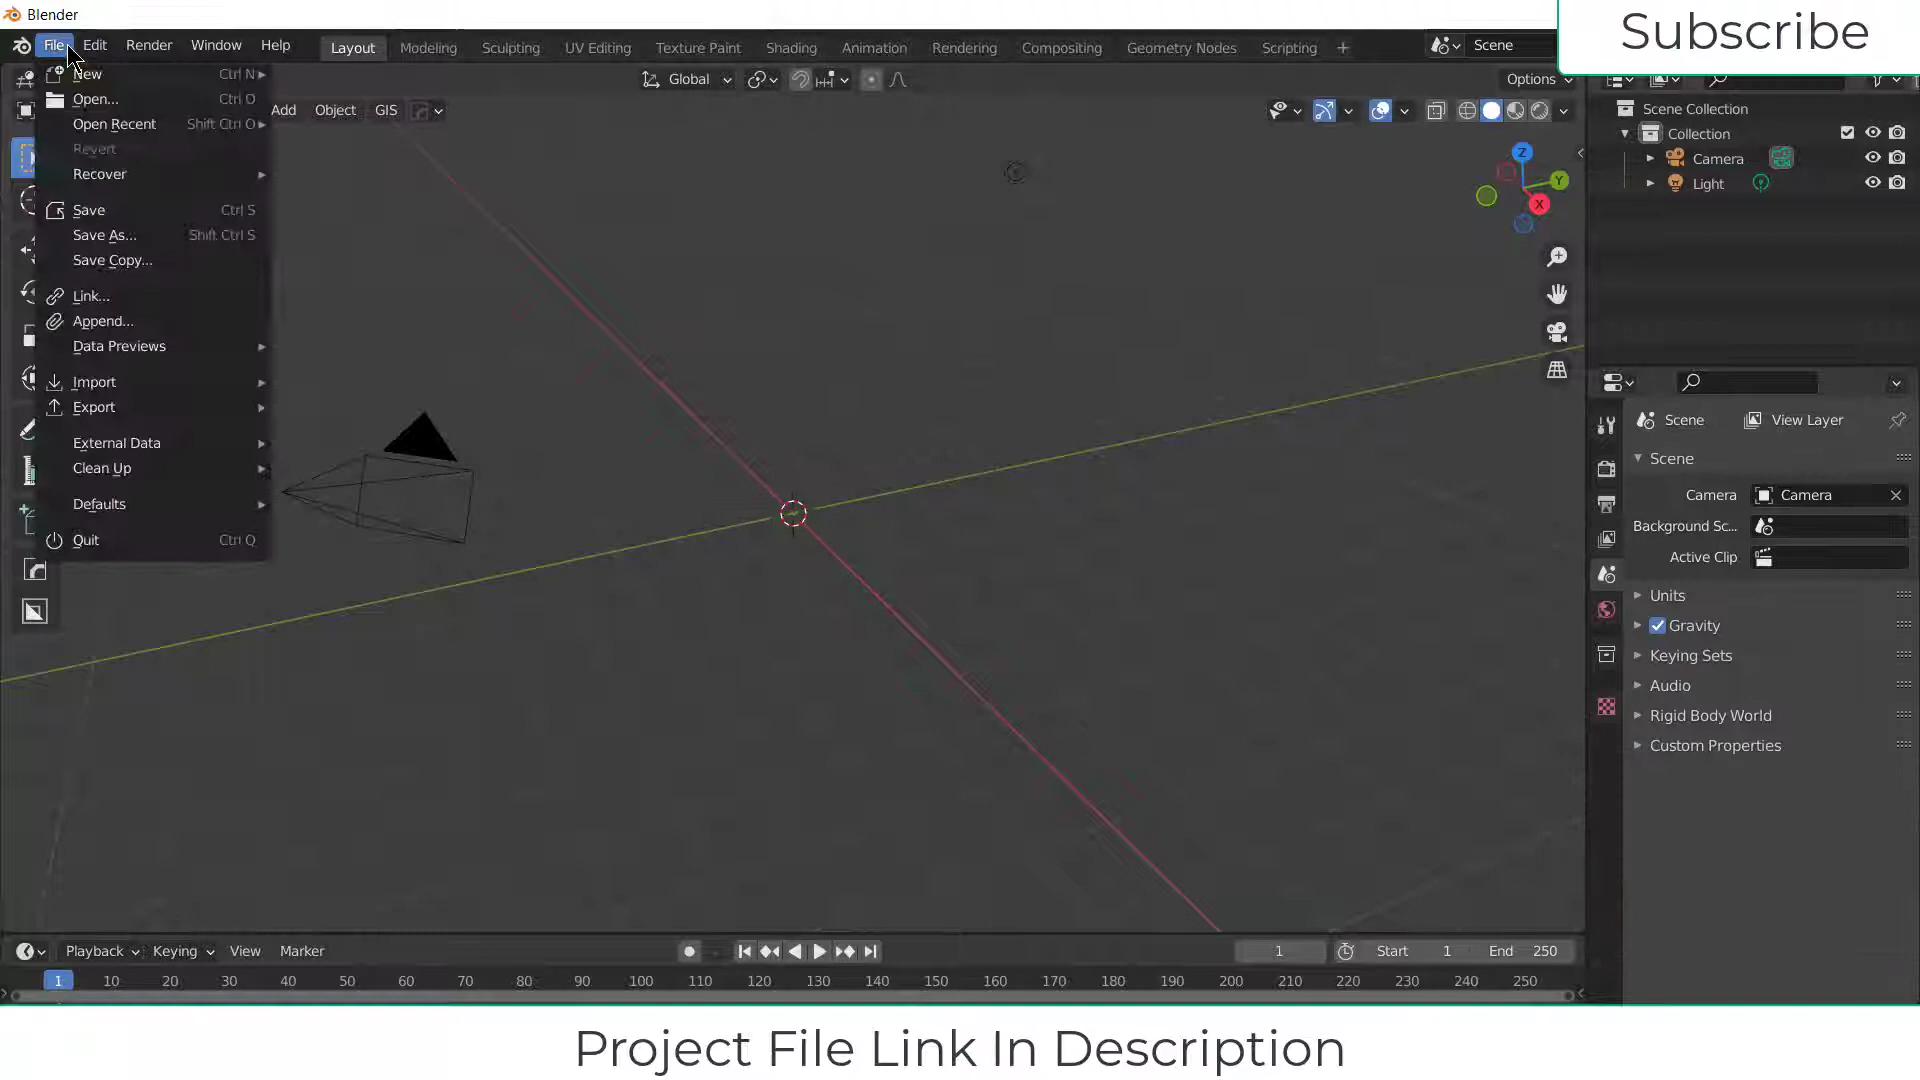 Blender
Subscribe
File Edit Render Window Help Layout Modeling Sculpting UV Editing Texture Paint Shading Animation Rendering Compositing Geometry Nodes Scripting + Scene
Global Options
Add Object GIS
New Ctrl N
Open... Ctrl O
Open Recent Shift Ctrl O
Revert
Recover
Save Ctrl S
Save As... Shift Ctrl S
Save Copy...
Link...
Append...
Data Previews
Import
Export
External Data
Clean Up
Defaults
Quit Ctrl Q
Z
Y
X
Scene Collection
Collection
Camera
Light
Scene View Layer
Scene
Camera Camera
Background Sc...
Active Clip
Units
Gravity
Keying Sets
Audio
Rigid Body World
Custom Properties
Playback Keying View Marker 1 Start 1 End 250
1 10 20 30 40 50 60 70 80 90 100 110 120 130 140 150 160 170 180 190 200 210 220 230 240 250
Project File Link In Description